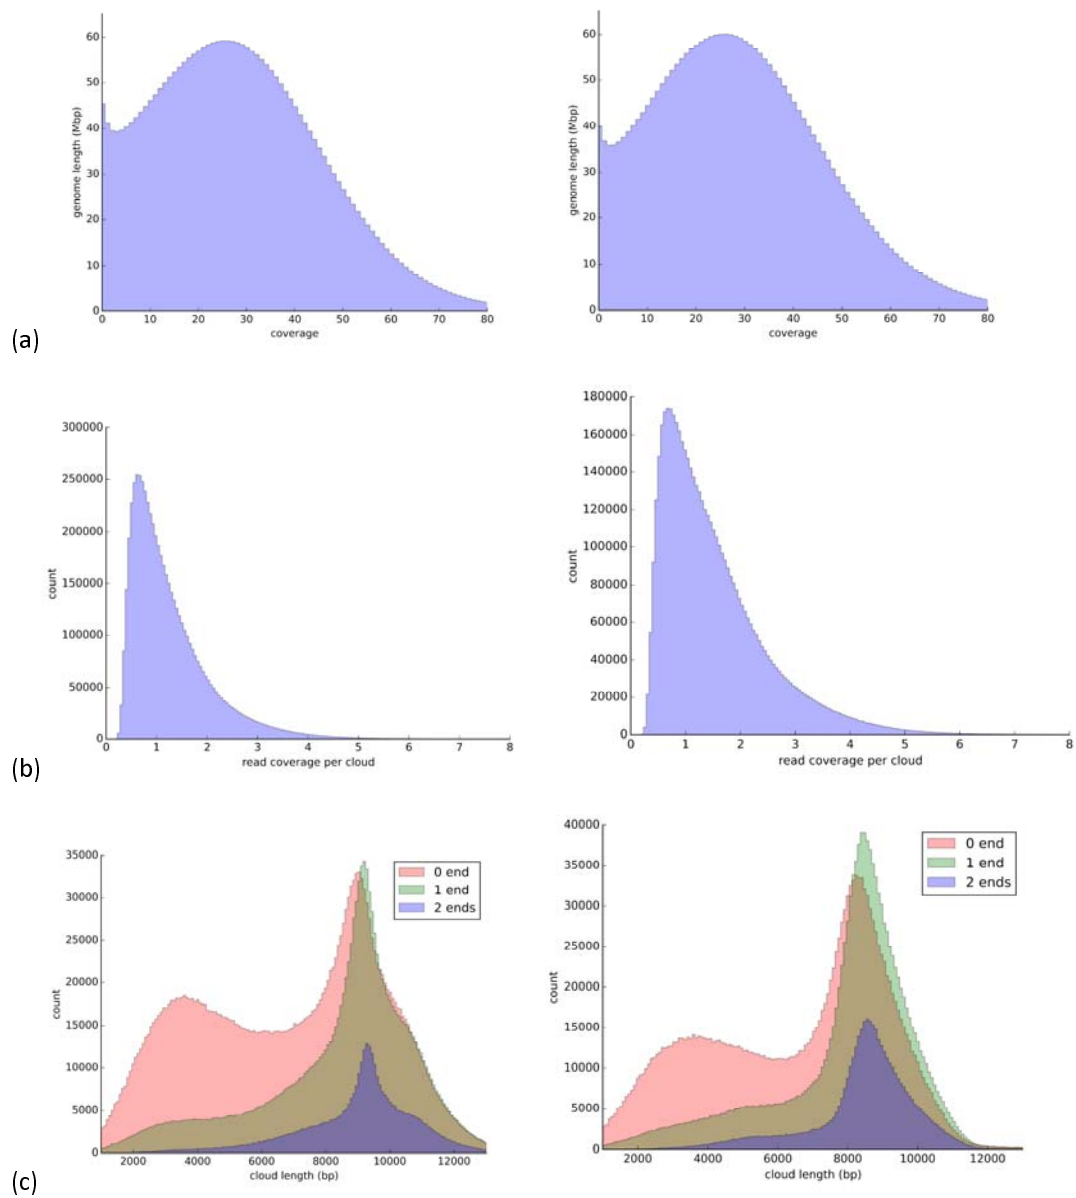 60
50
40
30
20
10
0
genome length (Mbp)
0 10 20 30 40 50 60 70 80
coverage
60
50
40
30
20
10
0
genome length (Mbp)
0 10 20 30 40 50 60 70 80
coverage
(a)
300000
250000
200000
150000
100000
50000
0
count
0 1 2 3 4 5 6 7 8
read coverage per cloud
180000
160000
140000
120000
100000
80000
60000
40000
20000
0
count
0 1 2 3 4 5 6 7 8
read coverage per cloud
(b)
35000
30000
25000
20000
15000
10000
5000
0
count
0 end
1 end
2 ends
2000 4000 6000 8000 10000 12000
cloud length (bp)
40000
35000
30000
25000
20000
15000
10000
5000
0
count
0 end
1 end
2 ends
2000 4000 6000 8000 10000 12000
cloud length (bp)
(c)